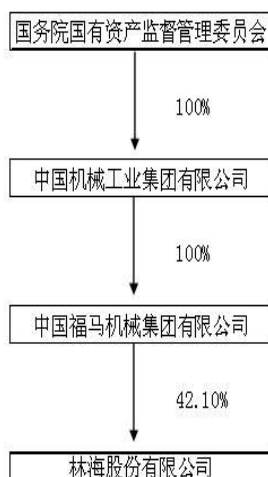 国务院国有资产监督管理委员会
100%
中国机械工业集团有限公司
100%
中国福马机械集团有限公司
42.10%
林海股份有限公司